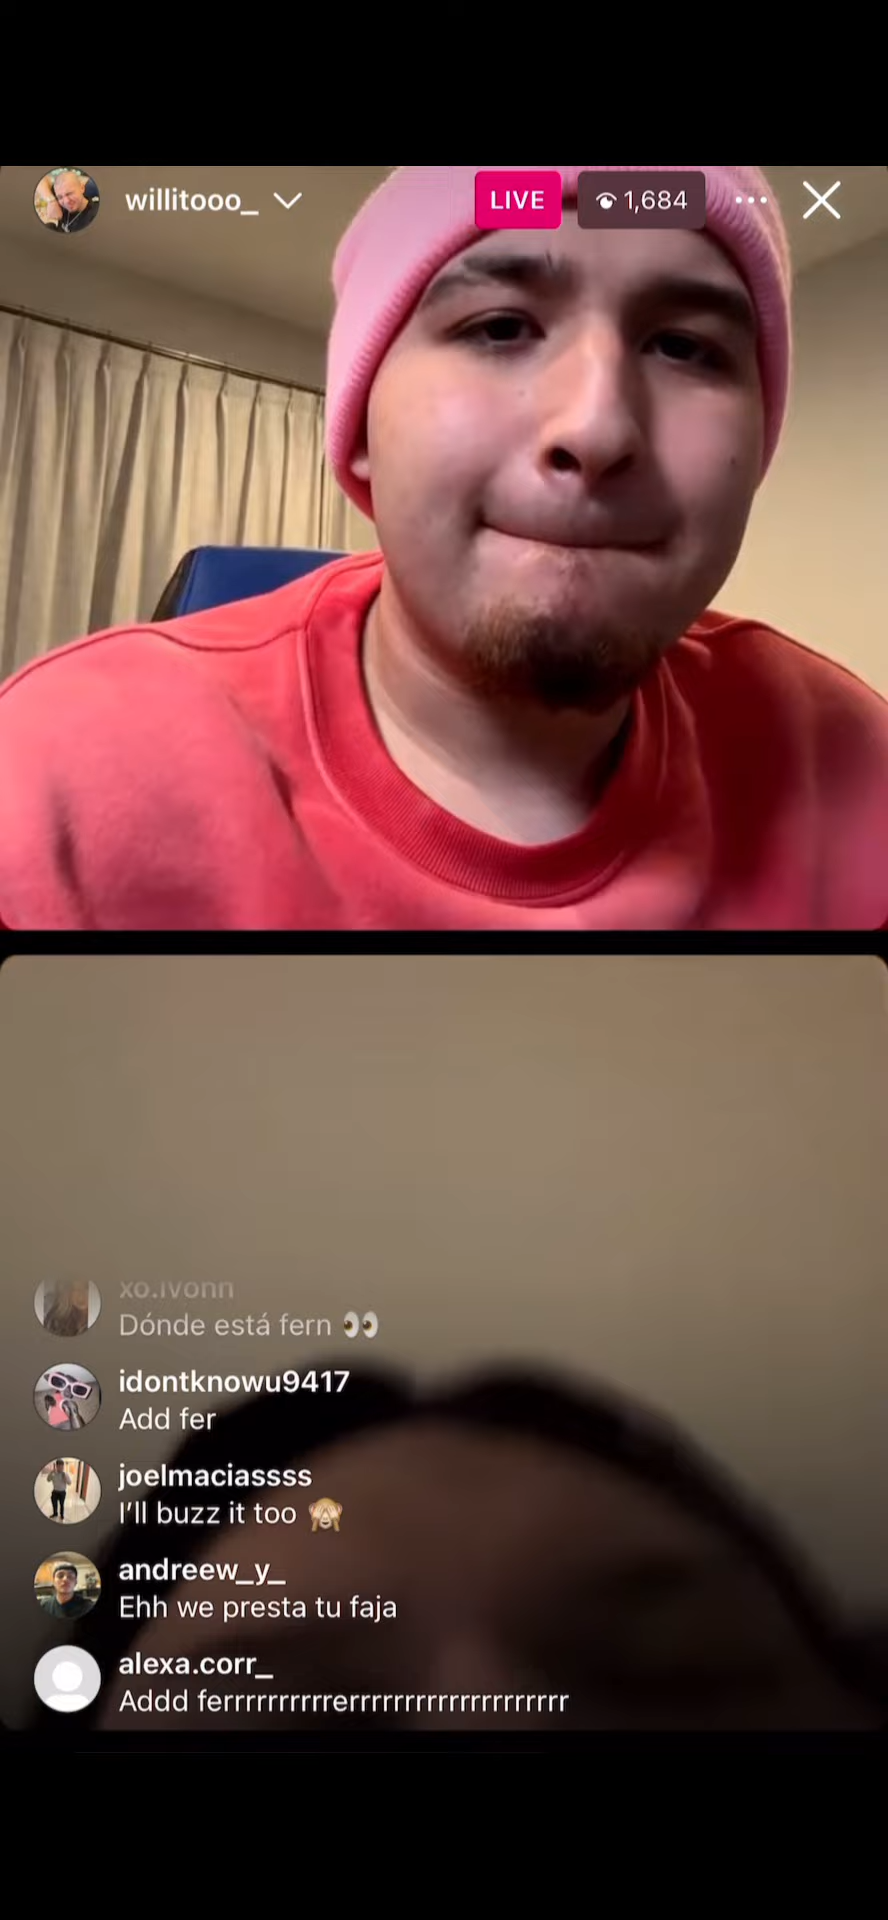 willitooo_
LIVE
1,684
xo.ivonn
Dónde está fern 👀
idontknowu9417
Add fer
joelmaciassss
I'll buzz it too 🙈
andreew_y_
Ehh we presta tu faja
alexa.corr_
Addd ferrrrrrrrrrerrrrrrrrrrrrrrrrrrrr